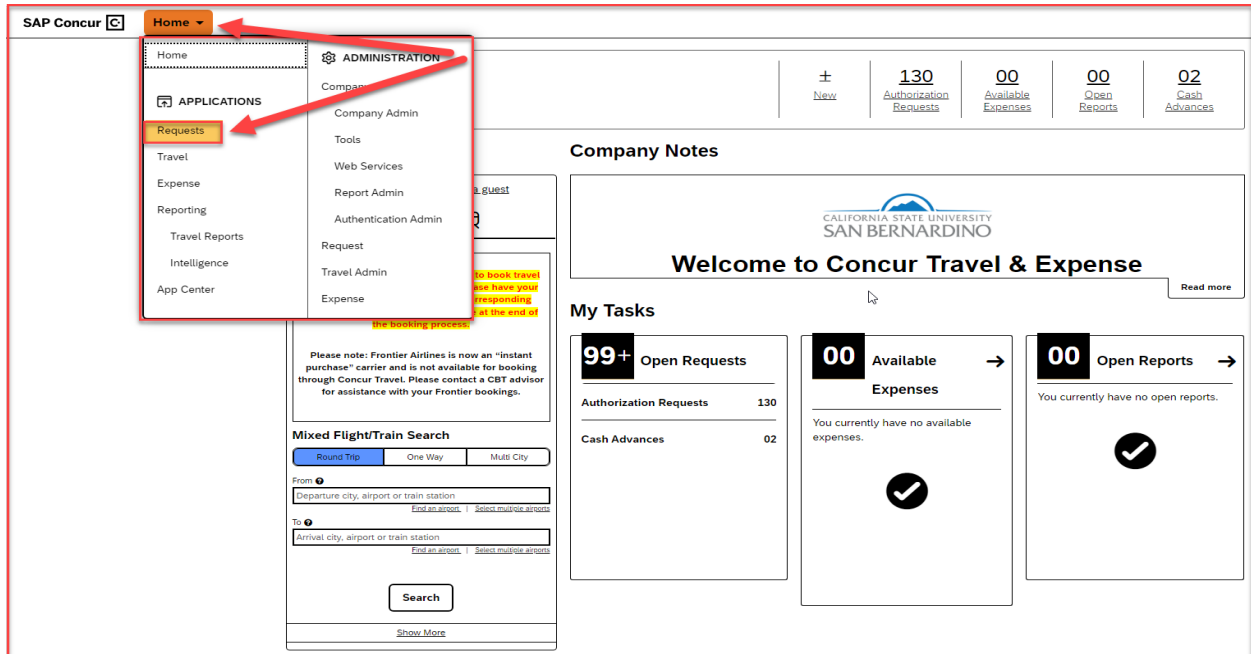 SAP Concur C
Home
Home
APPLICATIONS
Requests
Travel
Expense
Reporting
Travel Reports
Intelligence
App Center
ADMINISTRATION
Company Admin
Tools
Web Services
Report Admin
Authentication Admin
Request
Travel Admin
Expense
+ New
130 Authorization Requests
00 Available Expenses
00 Open Reports
02 Cash Advances
guest
to book travel
have your
at the end of
the booking process.
Please note: Frontier Airlines is now an “instant
purchase” carrier and is not available for booking
through Concur Travel. Please contact a CBT advisor
for assistance with your Frontier bookings.
Mixed Flight/Train Search
Round Trip One Way Multi City
From ?
Departure city, airport or train station
Find an airport | Select multiple airports
To ?
Arrival city, airport or train station
Find an airport | Select multiple airports
Search
Show More
Company Notes
CALIFORNIA STATE UNIVERSITY
SAN BERNARDINO
Welcome to Concur Travel & Expense
Read more
My Tasks
99+ Open Requests
Authorization Requests 130
Cash Advances 02
00 Available
Expenses
You currently have no available
expenses.
00 Open Reports
You currently have no open reports.